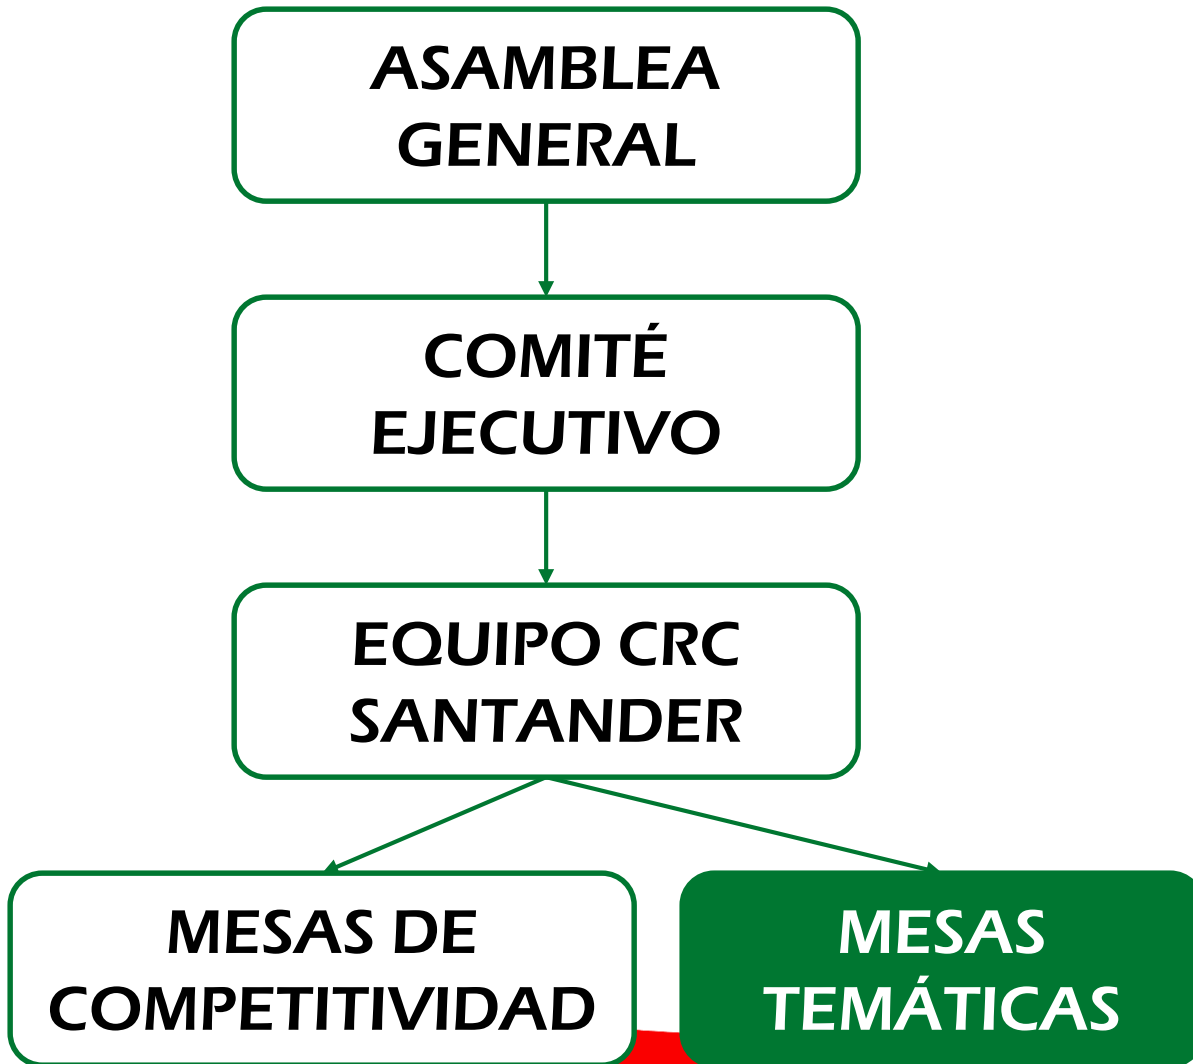 ASAMBLEA
GENERAL
COMITÉ
EJECUTIVO
EQUIPO CRC
SANTANDER
MESAS DE
COMPETITIVIDAD
MESAS
TEMÁTICAS